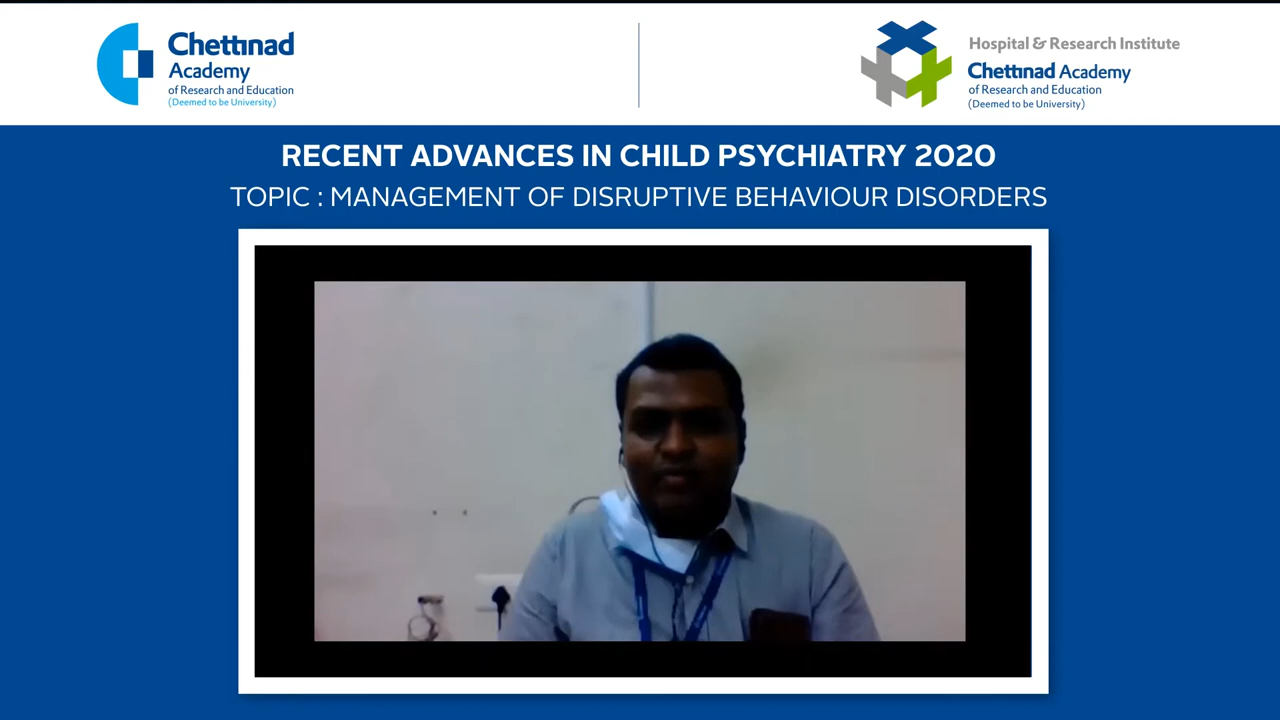 Chettinad
Academy
of Research and Education
(Deemed to be University)
Hospital & Research Institute
Chettinad Academy
of Research and Education
(Deemed to be University)
RECENT ADVANCES IN CHILD PSYCHIATRY 2020
TOPIC : MANAGEMENT OF DISRUPTIVE BEHAVIOUR DISORDERS